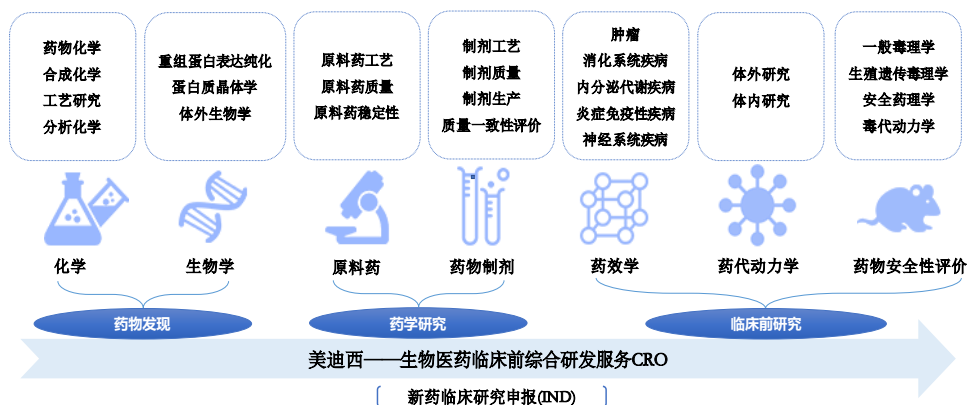 药物化学
合成化学
工艺研究
分析化学
重组蛋白表达纯化
蛋白质晶体学
体外生物学
原料药工艺
原料药质量
原料药稳定性
制剂工艺
制剂质量
制剂生产
质量一致性评价
肿瘤
消化系统疾病
内分泌代谢疾病
炎症免疫性疾病
神经系统疾病
体外研究
体内研究
一般毒理学
生殖遗传毒理学
安全药理学
毒代动力学
化学
生物学
原料药
药物制剂
药效学
药代动力学
药物安全性评价
药物发现
药学研究
临床前研究
美迪西——生物医药临床前综合研发服务CRO
新药临床研究申报(IND)